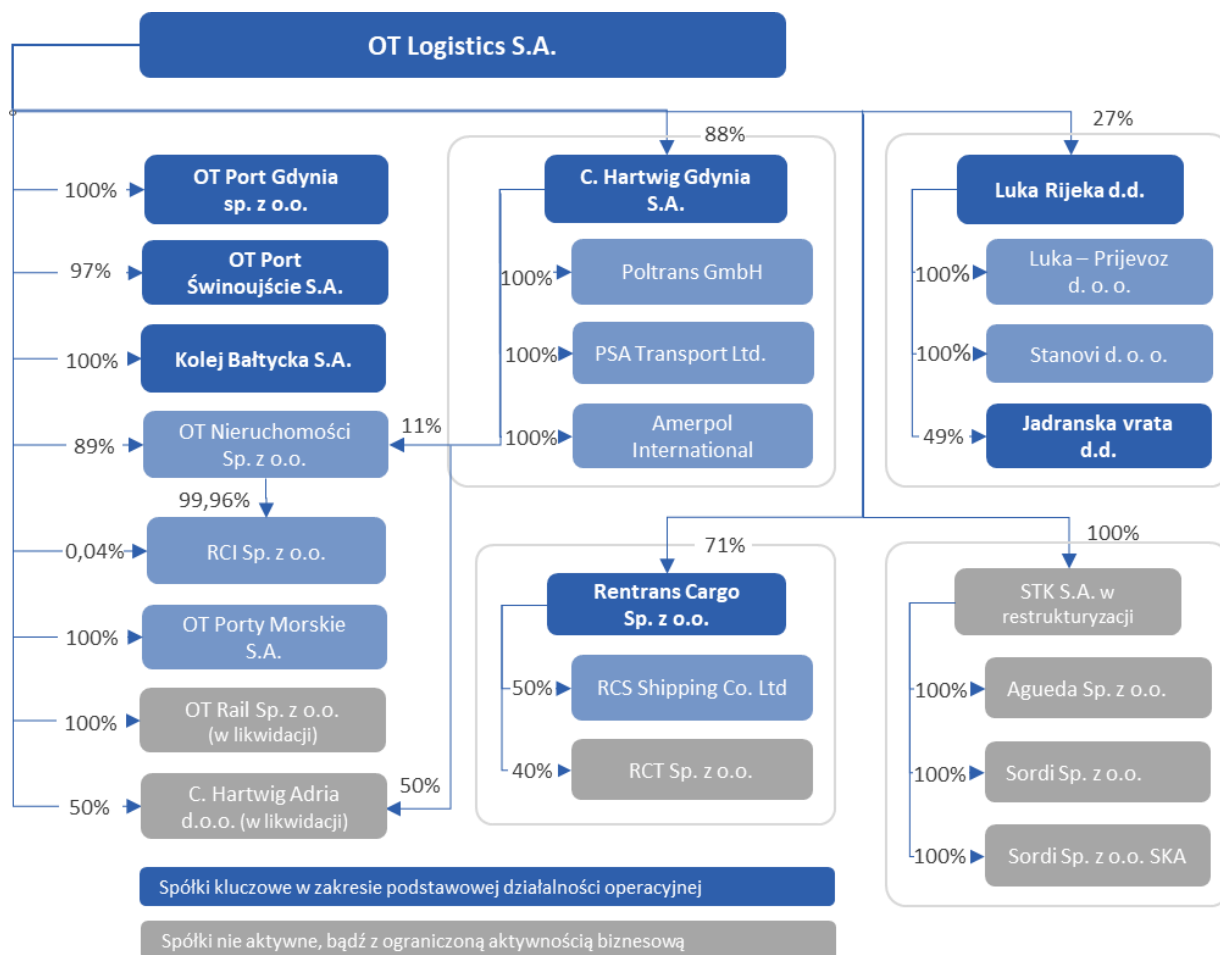 OT Logistics S.A.
100%
OT Port Gdynia
sp. z o.o.
97%
OT Port
Świnoujście S.A.
100%
Kolej Bałtycka S.A.
89%
OT Nieruchomości
Sp. z o.o.
11%
99,96%
0,04%
RCI Sp. z o.o.
100%
OT Porty Morskie
S.A.
100%
OT Rail Sp. z o.o.
(w likwidacji)
50%
C. Hartwig Adria
d.o.o. (w likwidacji)
50%
88%
C. Hartwig Gdynia
S.A.
100%
Poltrans GmbH
100%
PSA Transport Ltd.
100%
Amerpol
International
27%
Luka Rijeka d.d.
100%
Luka – Prijevoz
d. o. o.
100%
Stanovi d. o. o.
49%
Jadranska vrata
d.d.
71%
Rentrans Cargo
Sp. z o.o.
50%
RCS Shipping Co. Ltd
40%
RCT Sp. z o.o.
100%
STK S.A. w
restrukturyzacji
100%
Agueda Sp. z o.o.
100%
Sordi Sp. z o.o.
100%
Sordi Sp. z o.o. SKA
Spółki kluczowe w zakresie podstawowej działalności operacyjnej
Spółki nie aktywne, bądź z ograniczoną aktywnością biznesową